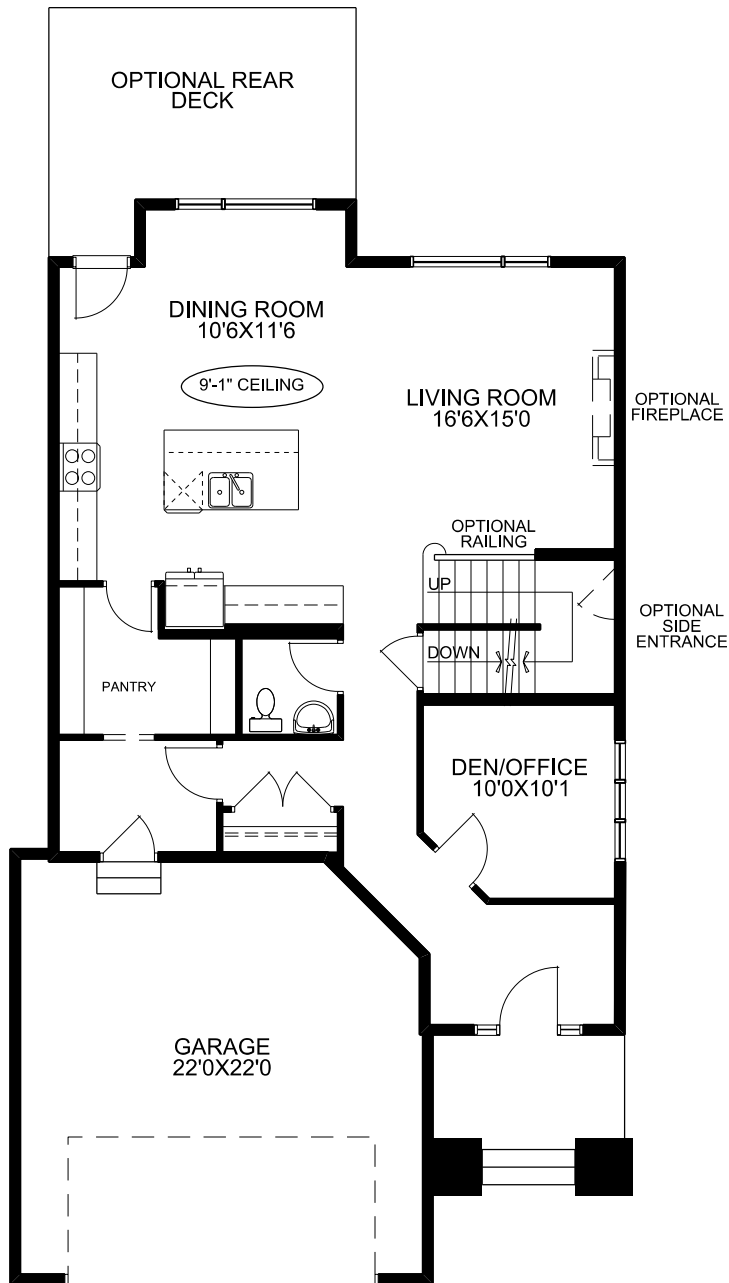 OPTIONAL REAR
DECK
DINING ROOM
10'6X11'6
9'-1" CEILING
LIVING ROOM
16'6X15'0
OPTIONAL
FIREPLACE
OPTIONAL
RAILING
UP
OPTIONAL
SIDE
ENTRANCE
DOWN
PANTRY
DEN/OFFICE
10'0X10'1
GARAGE
22'0X22'0